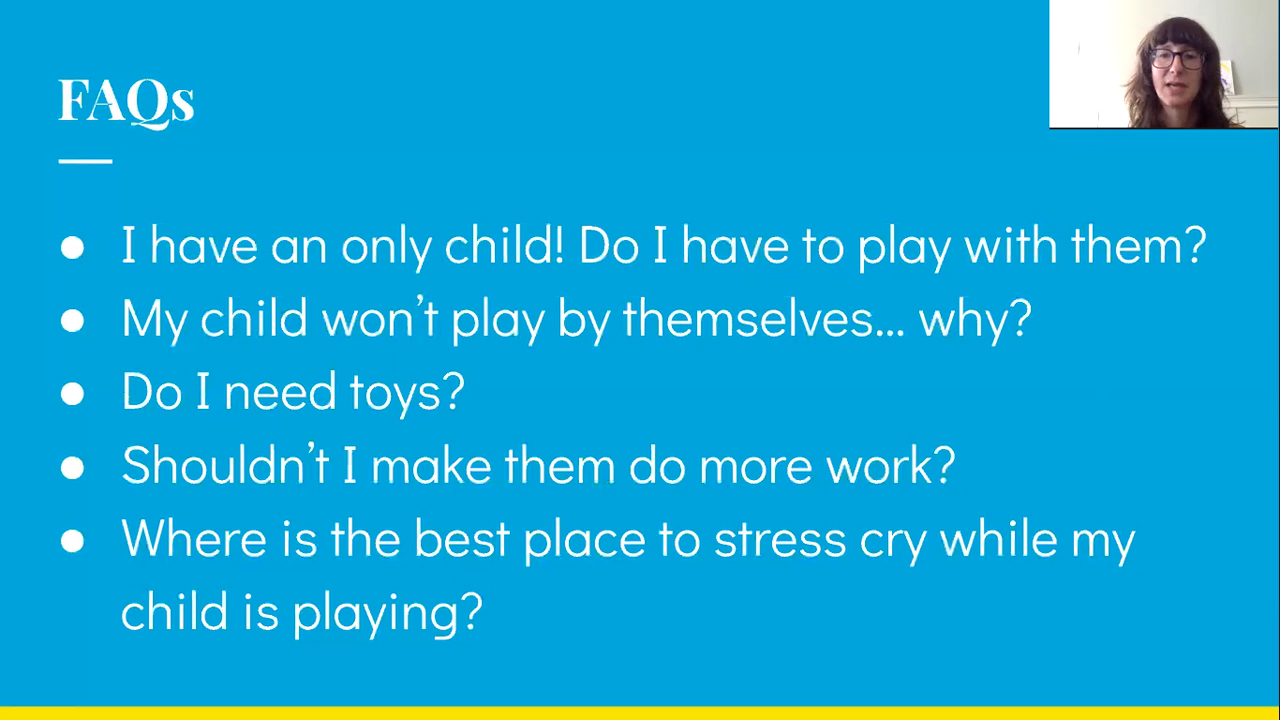 FAQs
● I have an only child! Do I have to play with them?
● My child won’t play by themselves... why?
● Do I need toys?
● Shouldn’t I make them do more work?
● Where is the best place to stress cry while my
child is playing?